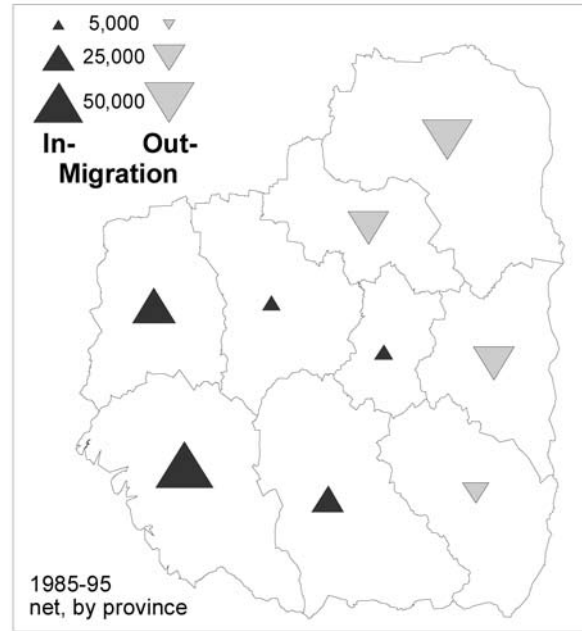 5,000
25,000
50,000
In- Out-
Migration
1985-95
net, by province